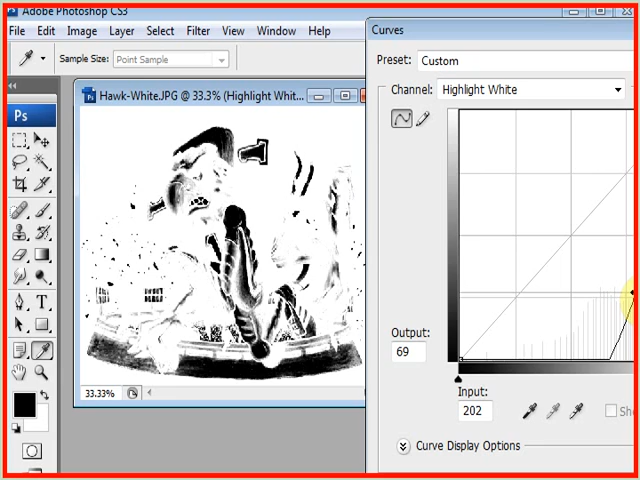 Adobe Photoshop CS3
File Edit Image Layer Select Filter View Window Help
Sample Size: Point Sample
Ps
Hawk-White.JPG @ 33.3% (Highlight Whit...
33.33%
T
Curves
Preset: Custom
Channel: Highlight White
Output:
69
Input:
202
Curve Display Options